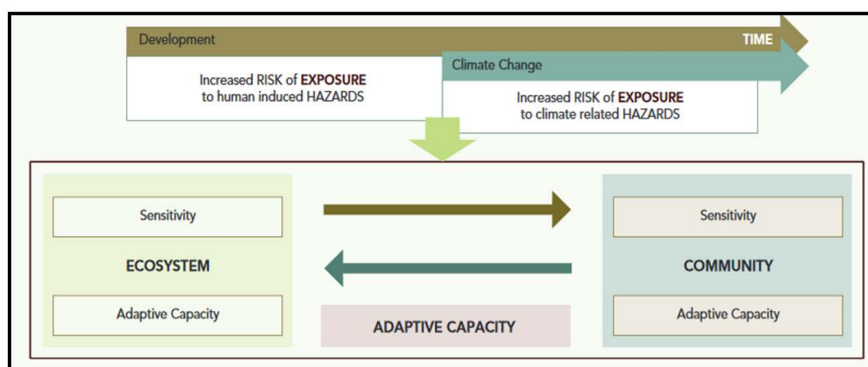 Development
TIME
Climate Change
Increased RISK of EXPOSURE
to human induced HAZARDS
Increased RISK of EXPOSURE
to climate related HAZARDS
Sensitivity
ECOSYSTEM
Adaptive Capacity
ADAPTIVE CAPACITY
Sensitivity
COMMUNITY
Adaptive Capacity